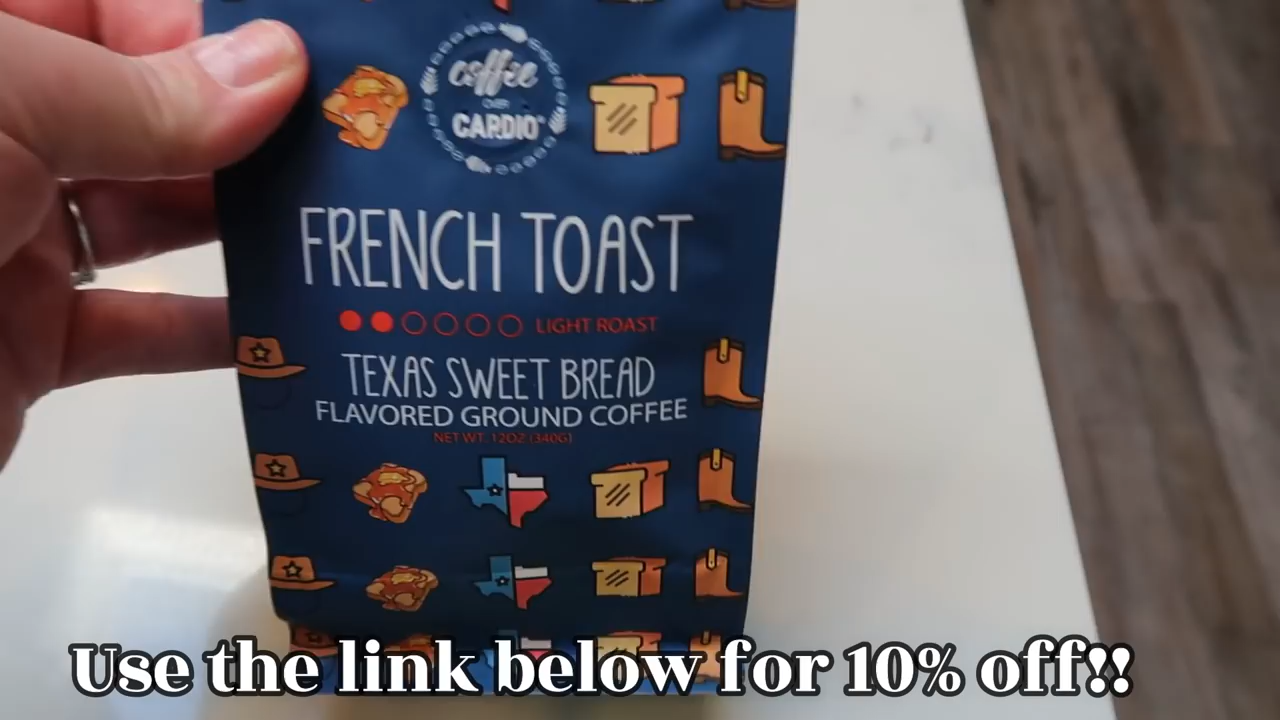 coffee
over
CARDIO
FRENCH TOAST
LIGHT ROAST
TEXAS SWEET BREAD
FLAVORED GROUND COFFEE
NET WT. 12OZ (340G)
Use the link below for 10% off!!